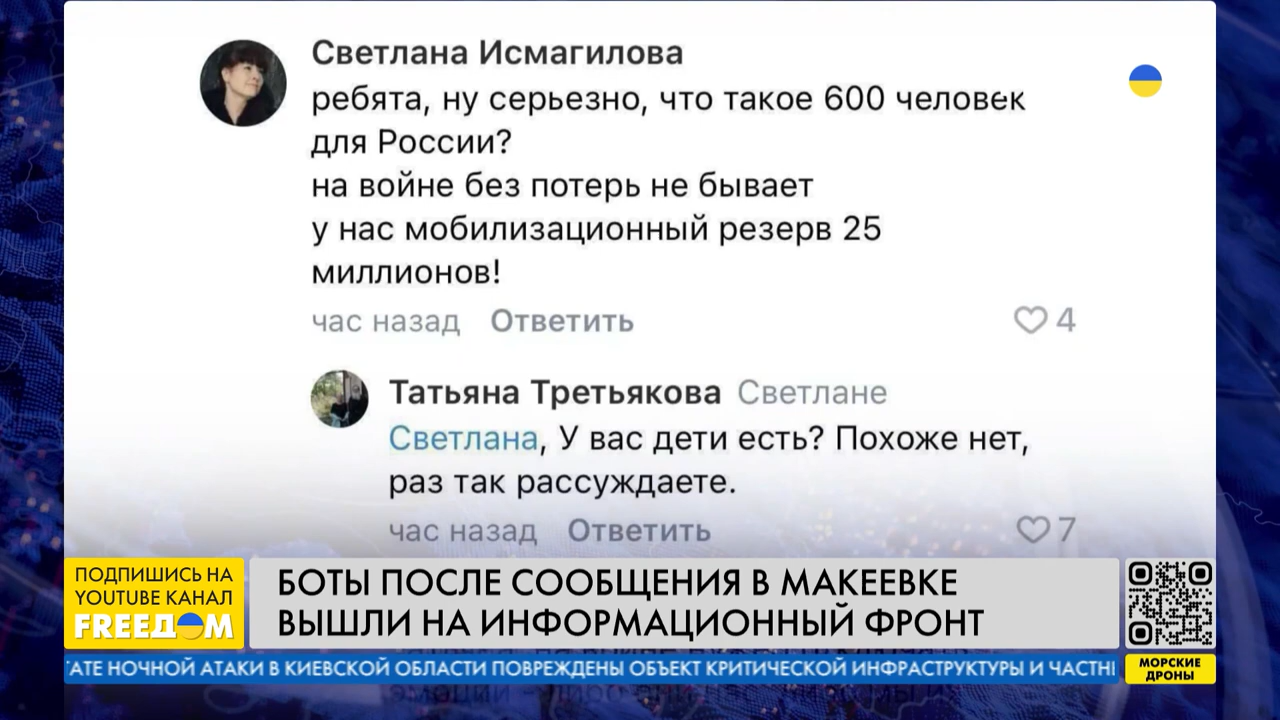 Светлана Исмагилова
ребята, ну серьезно, что такое 600 человек
для России?
на войне без потерь не бывает
у нас мобилизационный резерв 25
миллионов!
час назад Ответить 4
Татьяна Третьякова Светлане
Светлана, У вас дети есть? Похоже нет,
раз так рассуждаете.
час назад Ответить 7
ПОДПИШИСЬ НА
YOUTUBE КАНАЛ
FREEДОМ
БОТЫ ПОСЛЕ СООБЩЕНИЯ В МАКЕЕВКЕ
ВЫШЛИ НА ИНФОРМАЦИОННЫЙ ФРОНТ
ТАТЕ НОЧНОЙ АТАКИ В КИЕВСКОЙ ОБЛАСТИ ПОВРЕЖДЕНЫ ОБЪЕКТ КРИТИЧЕСКОЙ ИНФРАСТРУКТУРЫ И ЧАСТН
МОРСКИЕ
ДРОНЫ